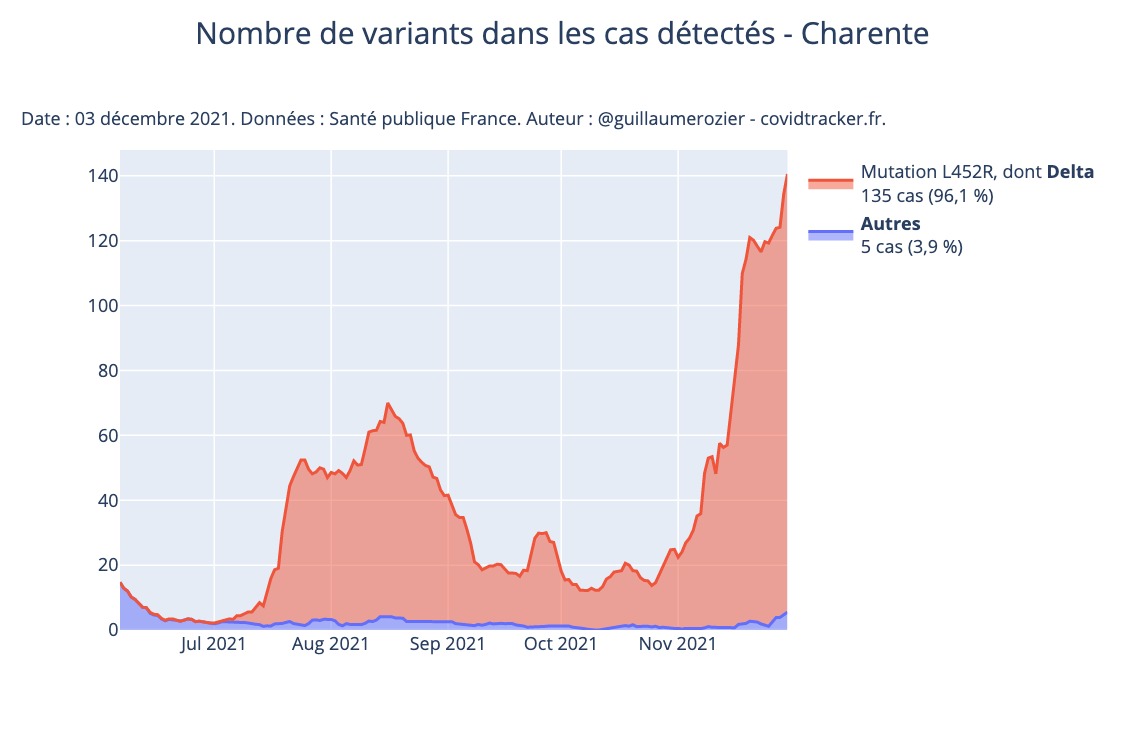 Nombre de variants dans les cas détectés - Charente
Date : 03 décembre 2021. Données : Santé publique France. Auteur : @guillaumerozier - covidtracker.fr.
140
120
100
80
60
40
20
0
Jul 2021
Aug 2021
Sep 2021
Oct 2021
Nov 2021
Mutation L452R, dont Delta
135 cas (96,1 %)
Autres
5 cas (3,9 %)